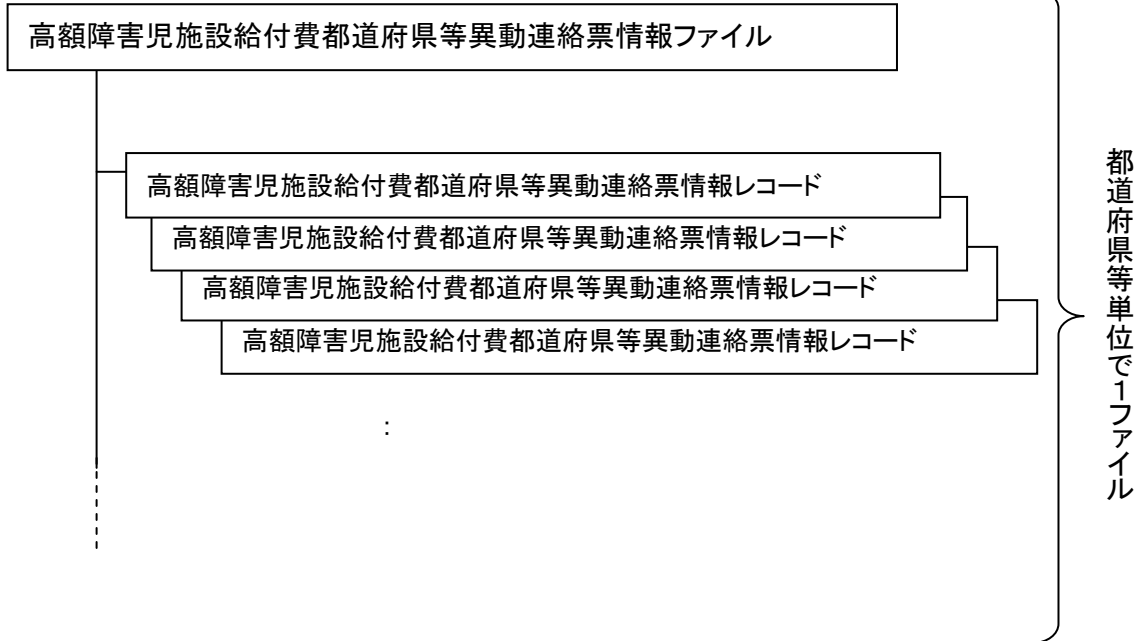 高額障害児施設給付費都道府県等異動連絡票情報ファイル
高額障害児施設給付費都道府県等異動連絡票情報レコード
高額障害児施設給付費都道府県等異動連絡票情報レコード
高額障害児施設給付費都道府県等異動連絡票情報レコード
高額障害児施設給付費都道府県等異動連絡票情報レコード
:
都道府県等単位で1ファイル